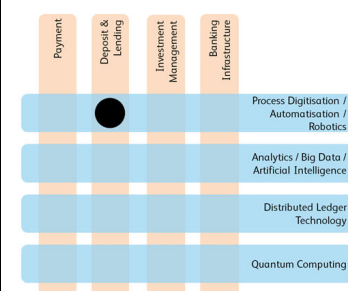 Payment
Deposit &
Lending
Investment
Management
Banking
Infrastructure
Process Digitisation /
Automatisation /
Robotics
Analytics / Big Data /
Artificial Intelligence
Distributed Ledger
Technology
Quantum Computing